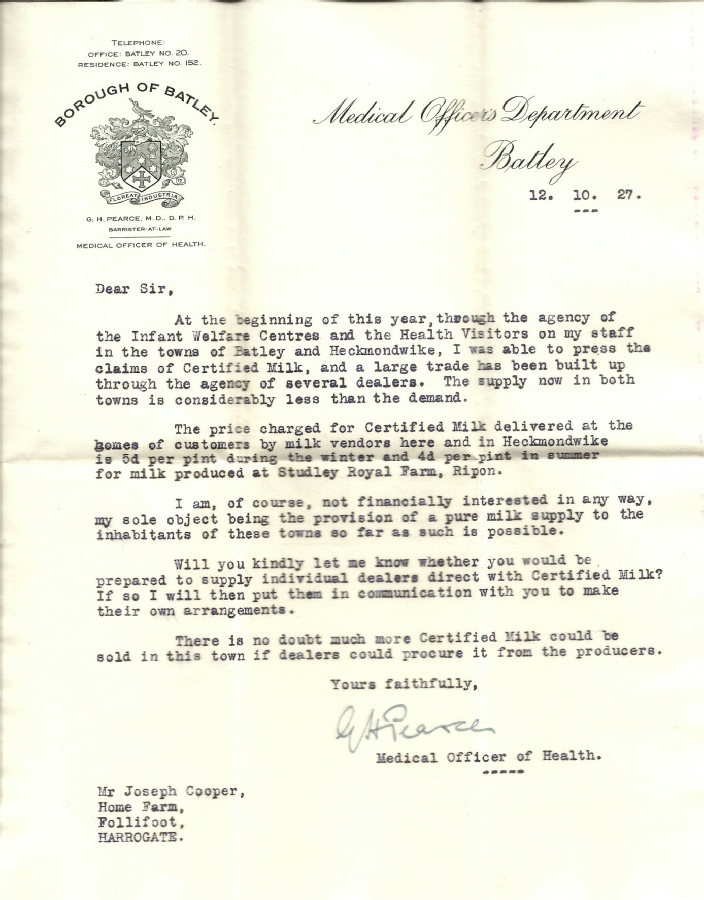 TELEPHONE:
OFFICE: BATLEY NO. 20.
RESIDENCE: BATLEY NO. 152.
BOROUGH OF BATLEY.
FLOREAT INDUSTRIA
G. H. PEARCE, M.D., D.P.H.
BARRISTER-AT-LAW
MEDICAL OFFICER OF HEALTH.
Medical Officer's Department
Batley
12. 10. 27.
Dear Sir,
At the beginning of this year, through the agency of
the Infant Welfare Centres and the Health Visitors on my staff
in the towns of Batley and Heckmondwike, I was able to press the
claims of Certified Milk, and a large trade has been built up
through the agency of several dealers. The supply now in both
towns is considerably less than the demand.
The price charged for Certified Milk delivered at the
homes of customers by milk vendors here and in Heckmondwike
is 5d per pint during the winter and 4d per pint in summer
for milk produced at Studley Royal Farm, Ripon.
I am, of course, not financially interested in any way,
my sole object being the provision of a pure milk supply to the
inhabitants of these towns so far as such is possible.
Will you kindly let me know whether you would be
prepared to supply individual dealers direct with Certified Milk?
If so I will then put them in communication with you to make
their own arrangements.
There is no doubt much more Certified Milk could be
sold in this town if dealers could procure it from the producers.
Yours faithfully,
G H Pearce
Medical Officer of Health.
Mr Joseph Cooper,
Home Farm,
Follifoot,
HARROGATE.